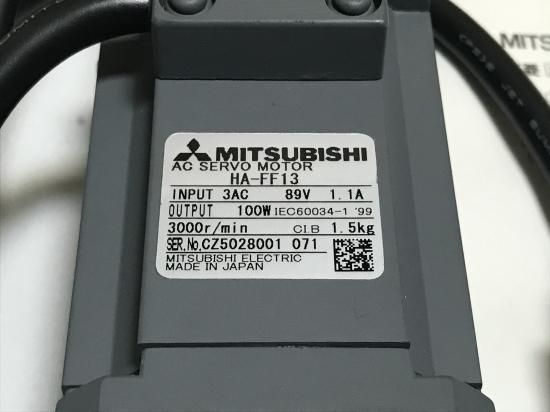 MITSUBISHI
AC SERVO MOTOR
HA-FF13
INPUT 3AC 89V 1.1A
OUTPUT 100W IEC60034-1 '99
3000r/min Cl.B 1.5kg
SER.No.CZ5028001 071
MITSUBISHI ELECTRIC
MADE IN JAPAN
MITS